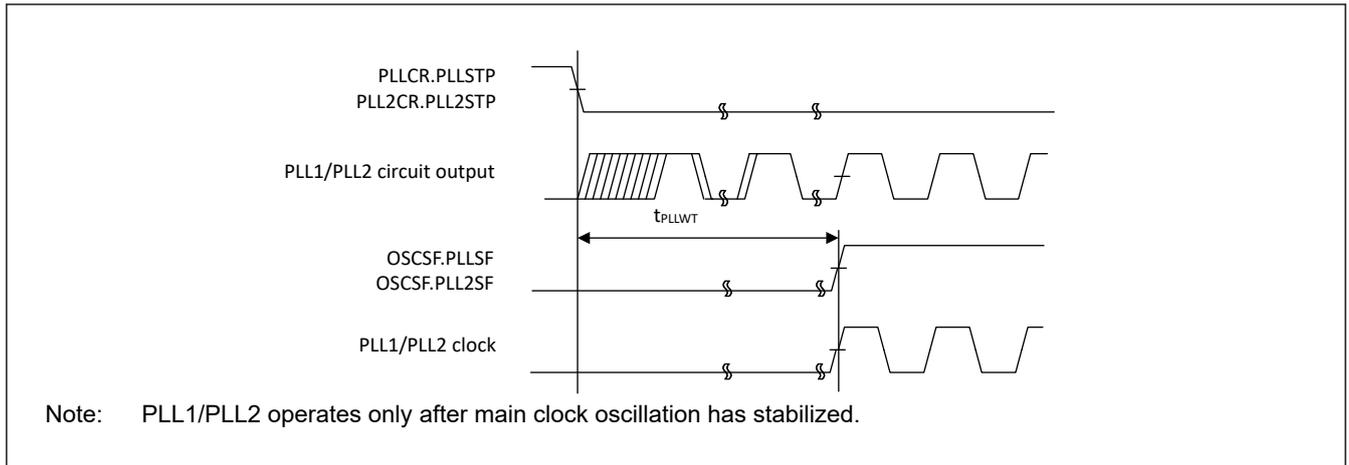 PLLCR.PLLSTP
PLL2CR.PLL2STP
PLL1/PLL2 circuit output
tPLLWT
OSCSF.PLLSF
OSCSF.PLL2SF
PLL1/PLL2 clock
Note: PLL1/PLL2 operates only after main clock oscillation has stabilized.